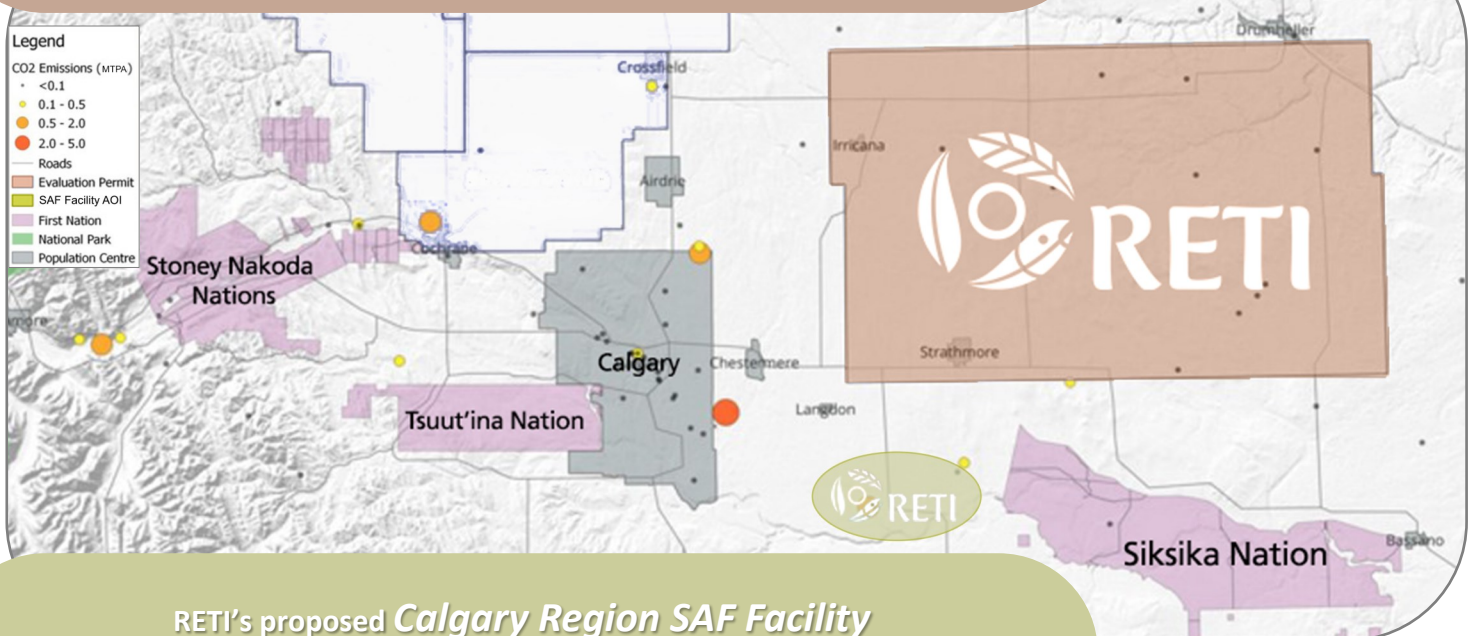 Legend
CO2 Emissions (MTPA)
<0.1
0.1 - 0.5
0.5 - 2.0
2.0 - 5.0
Roads
Evaluation Permit
SAF Facility AOI
First Nation
National Park
Population Centre
Drumheller
Crossfield
Irricana
Airdrie
RETI
Cochrane
Stoney Nakoda
Nations
more
Calgary
Chestermere
Strathmore
Tsuut'ina Nation
Langdon
RETI
Siksika Nation
Bassano
RETI's proposed Calgary Region SAF Facility